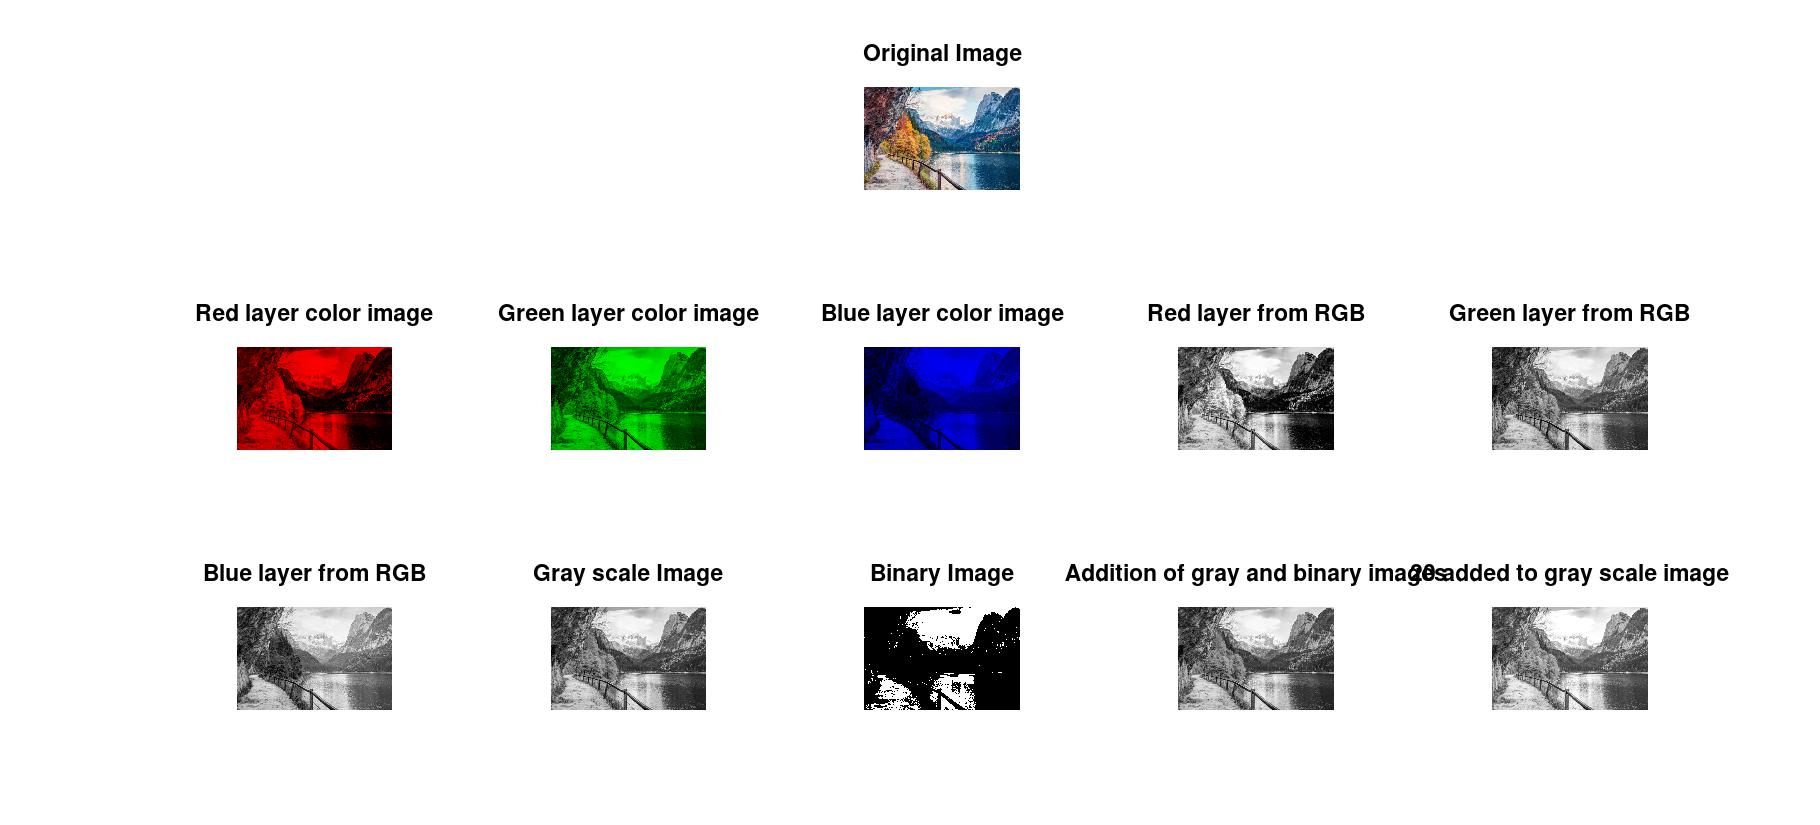 Original Image
Red layer color image
Green layer color image
Blue layer color image
Red layer from RGB
Green layer from RGB
Blue layer from RGB
Gray scale Image
Binary Image
Addition of gray and binary images
20 added to gray scale image